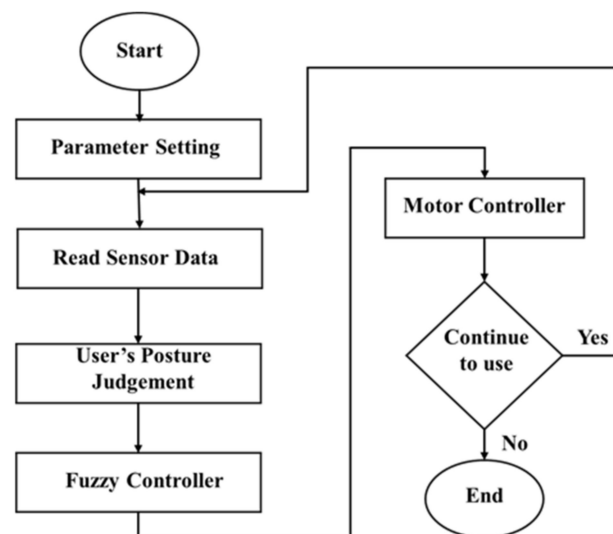 Start
Parameter Setting
Read Sensor Data
User's Posture
Judgement
Fuzzy Controller
Motor Controller
Continue
to use
Yes
No
End